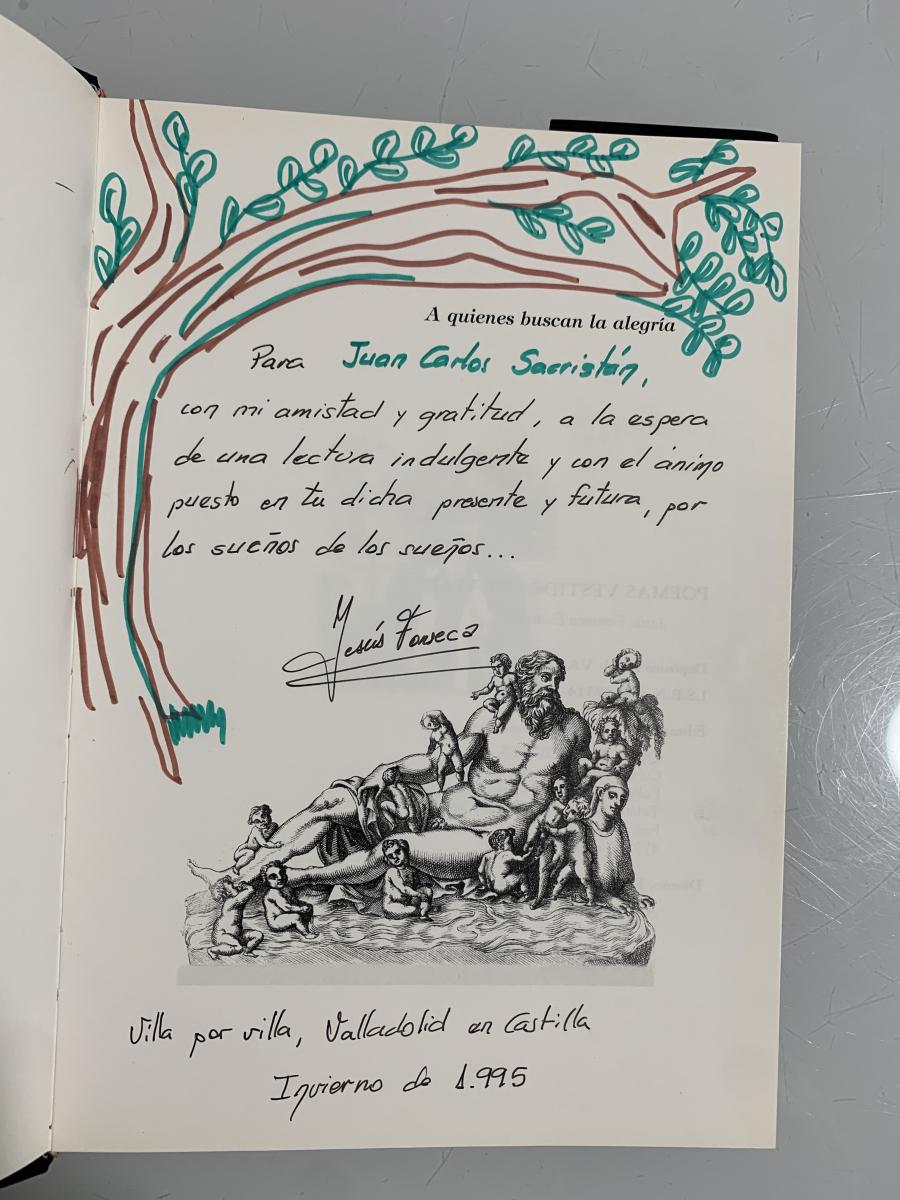 A quienes buscan la alegría
Para Juan Carlos Sacristán,
con mi amistad y gratitud, a la espera
de una lectura indulgente y con el ánimo
puesto en tu dicha presente y futura, por
los sueños de los sueños...
Jesús Fonseca
Villa por villa, Valladolid en Castilla
Invierno de 1.995